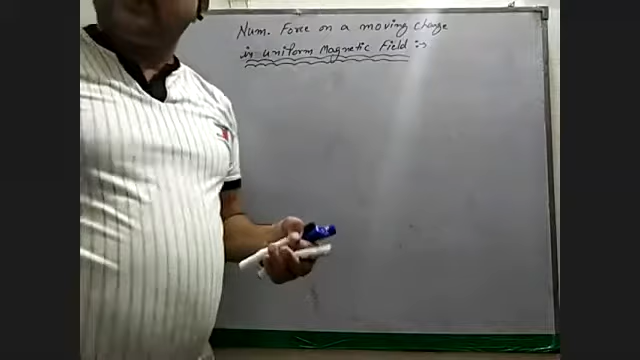 Num. Force on a moving charge
in uniform Magnetic Field :-